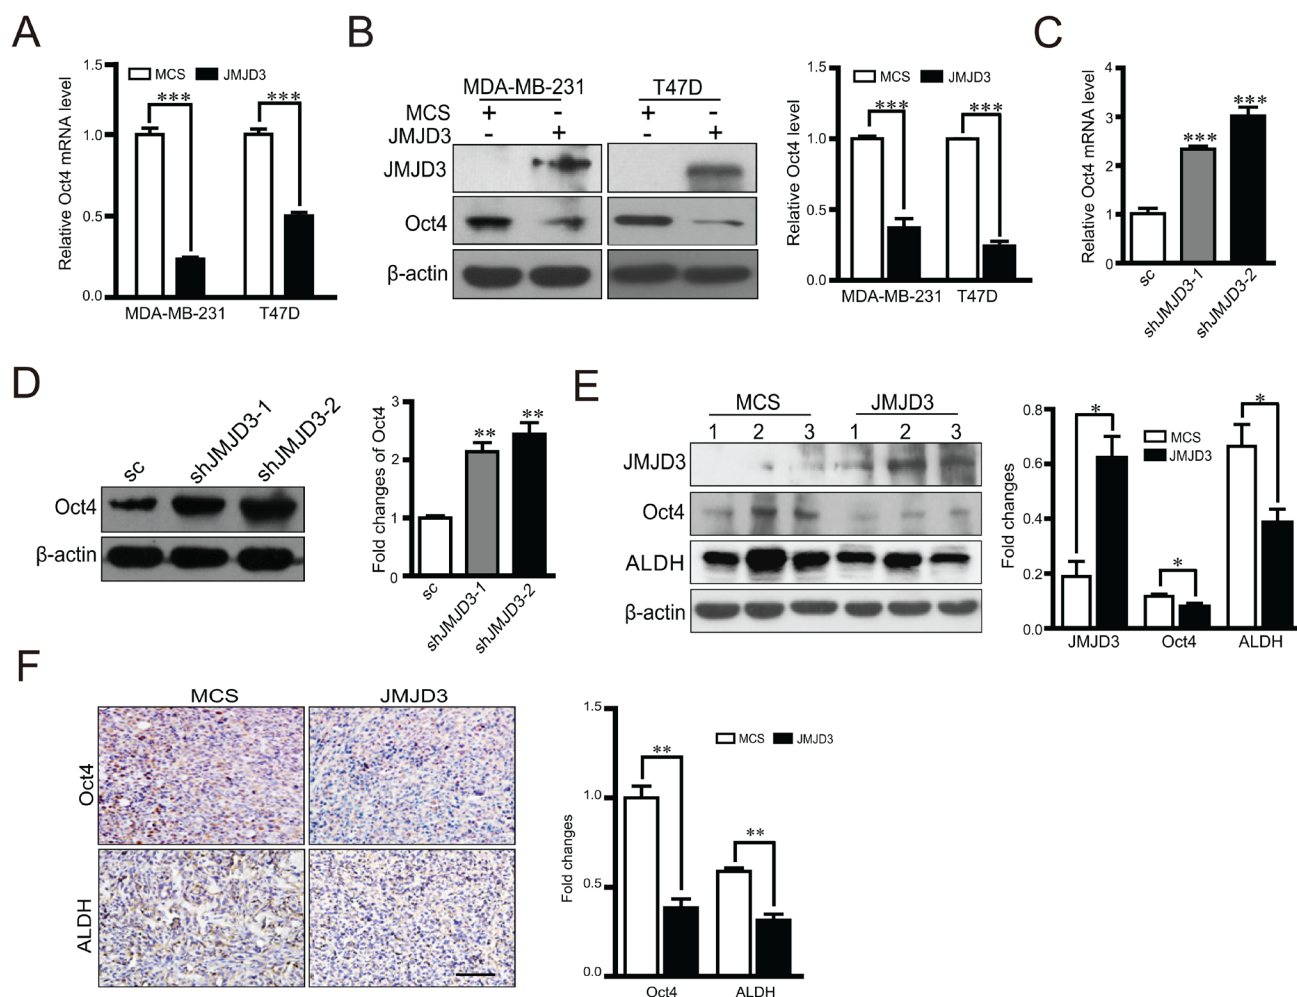 A
Relative Oct4 mRNA level
1.5
1.0
0.5
0.0
MCS JMJD3
***
***
MDA-MB-231 T47D
B
MDA-MB-231 T47D
MCS + - + -
JMJD3 - + - +
JMJD3
Oct4
β-actin
Relative Oct4 level
1.5
1.0
0.5
0.0
MCS JMJD3
***
***
MDA-MB-231 T47D
C
Relative Oct4 mRNA level
4
3
2
1
0
***
***
sc
shJMJD3-1
shJMJD3-2
D
sc
shJMJD3-1
shJMJD3-2
Oct4
β-actin
Fold changes of Oct4
3
2
1
0
**
**
sc
shJMJD3-1
shJMJD3-2
E
MCS JMJD3
1 2 3 1 2 3
JMJD3
Oct4
ALDH
β-actin
Fold changes
0.8
0.6
0.4
0.2
0.0
*
*
*
MCS
JMJD3
JMJD3 Oct4 ALDH
F
MCS JMJD3
Oct4
ALDH
Fold changes
1.5
1.0
0.5
0.0
MCS JMJD3
**
**
Oct4 ALDH